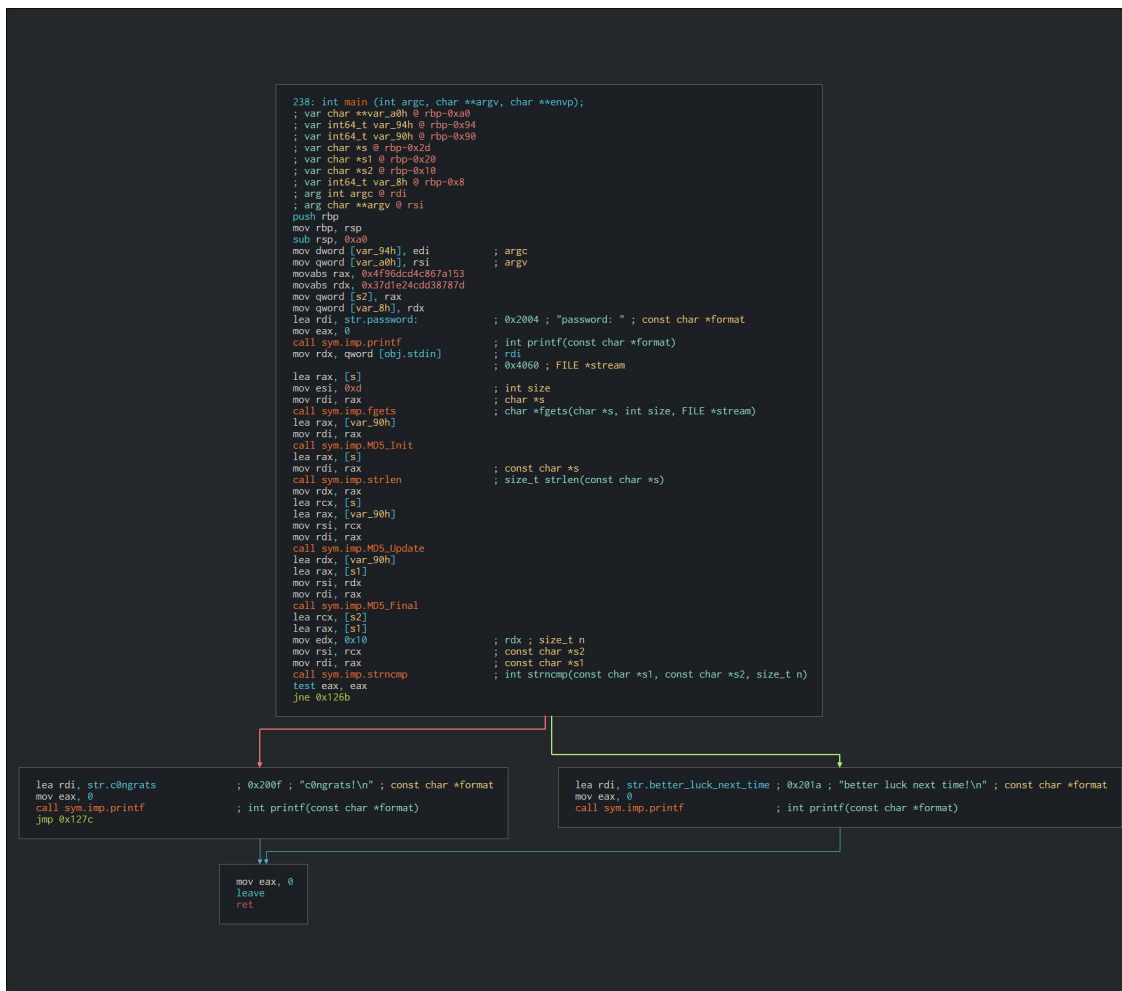 238: int main (int argc, char **argv, char **envp);
; var char **var_a0h @ rbp-0xa0
; var int64_t var_94h @ rbp-0x94
; var int64_t var_90h @ rbp-0x90
; var char *s @ rbp-0x2d
; var char *s1 @ rbp-0x20
; var char *s2 @ rbp-0x10
; var int64_t var_8h @ rbp-0x8
; arg int argc @ rdi
; arg char **argv @ rsi
push rbp
mov rbp, rsp
sub rsp, 0xa0
mov dword [var_94h], edi ; argc
mov qword [var_a0h], rsi ; argv
movabs rax, 0x4f96dcd4c867a153
movabs rdx, 0x37d1e24cdd38787d
mov qword [s2], rax
mov qword [var_8h], rdx
lea rdi, str.password: ; 0x2004 ; "password: " ; const char *format
mov eax, 0
call sym.imp.printf ; int printf(const char *format)
mov rdx, qword [obj.stdin] ; rdi
; 0x4060 ; FILE *stream
lea rax, [s]
mov esi, 0xd ; int size
mov rdi, rax ; char *s
call sym.imp.fgets ; char *fgets(char *s, int size, FILE *stream)
lea rax, [var_90h]
mov rdi, rax
call sym.imp.MD5_Init
lea rax, [s]
mov rdi, rax ; const char *s
call sym.imp.strlen ; size_t strlen(const char *s)
mov rdx, rax
lea rcx, [s]
lea rax, [var_90h]
mov rsi, rcx
mov rdi, rax
call sym.imp.MD5_Update
lea rdx, [var_90h]
lea rax, [s1]
mov rsi, rdx
mov rdi, rax
call sym.imp.MD5_Final
lea rcx, [s2]
lea rax, [s1]
mov edx, 0x10 ; rdx ; size_t n
mov rsi, rcx ; const char *s2
mov rdi, rax ; const char *s1
call sym.imp.strncmp ; int strncmp(const char *s1, const char *s2, size_t n)
test eax, eax
jne 0x126b
lea rdi, str.c0ngrats ; 0x200f ; "c0ngrats!\n" ; const char *format
mov eax, 0
call sym.imp.printf ; int printf(const char *format)
jmp 0x127c
lea rdi, str.better_luck_next_time ; 0x201a ; "better luck next time!\n" ; const char *format
mov eax, 0
call sym.imp.printf ; int printf(const char *format)
mov eax, 0
leave
ret